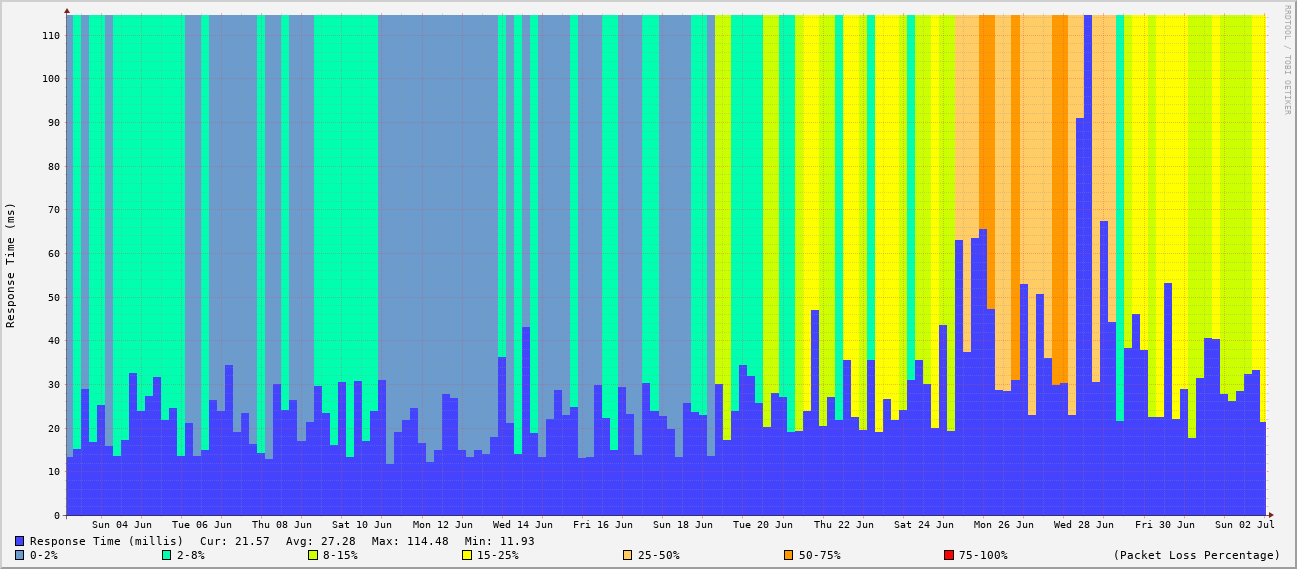 RRDTOOL / TOBI OETIKER
Response Time (ms)
110
100
90
80
70
60
50
40
30
20
10
0
Sun 04 Jun Tue 06 Jun Thu 08 Jun Sat 10 Jun Mon 12 Jun Wed 14 Jun Fri 16 Jun Sun 18 Jun Tue 20 Jun Thu 22 Jun Sat 24 Jun Mon 26 Jun Wed 28 Jun Fri 30 Jun Sun 02 Jul
Response Time (millis) Cur: 21.57 Avg: 27.28 Max: 114.48 Min: 11.93
0-2% 2-8% 8-15% 15-25% 25-50% 50-75% 75-100% (Packet Loss Percentage)